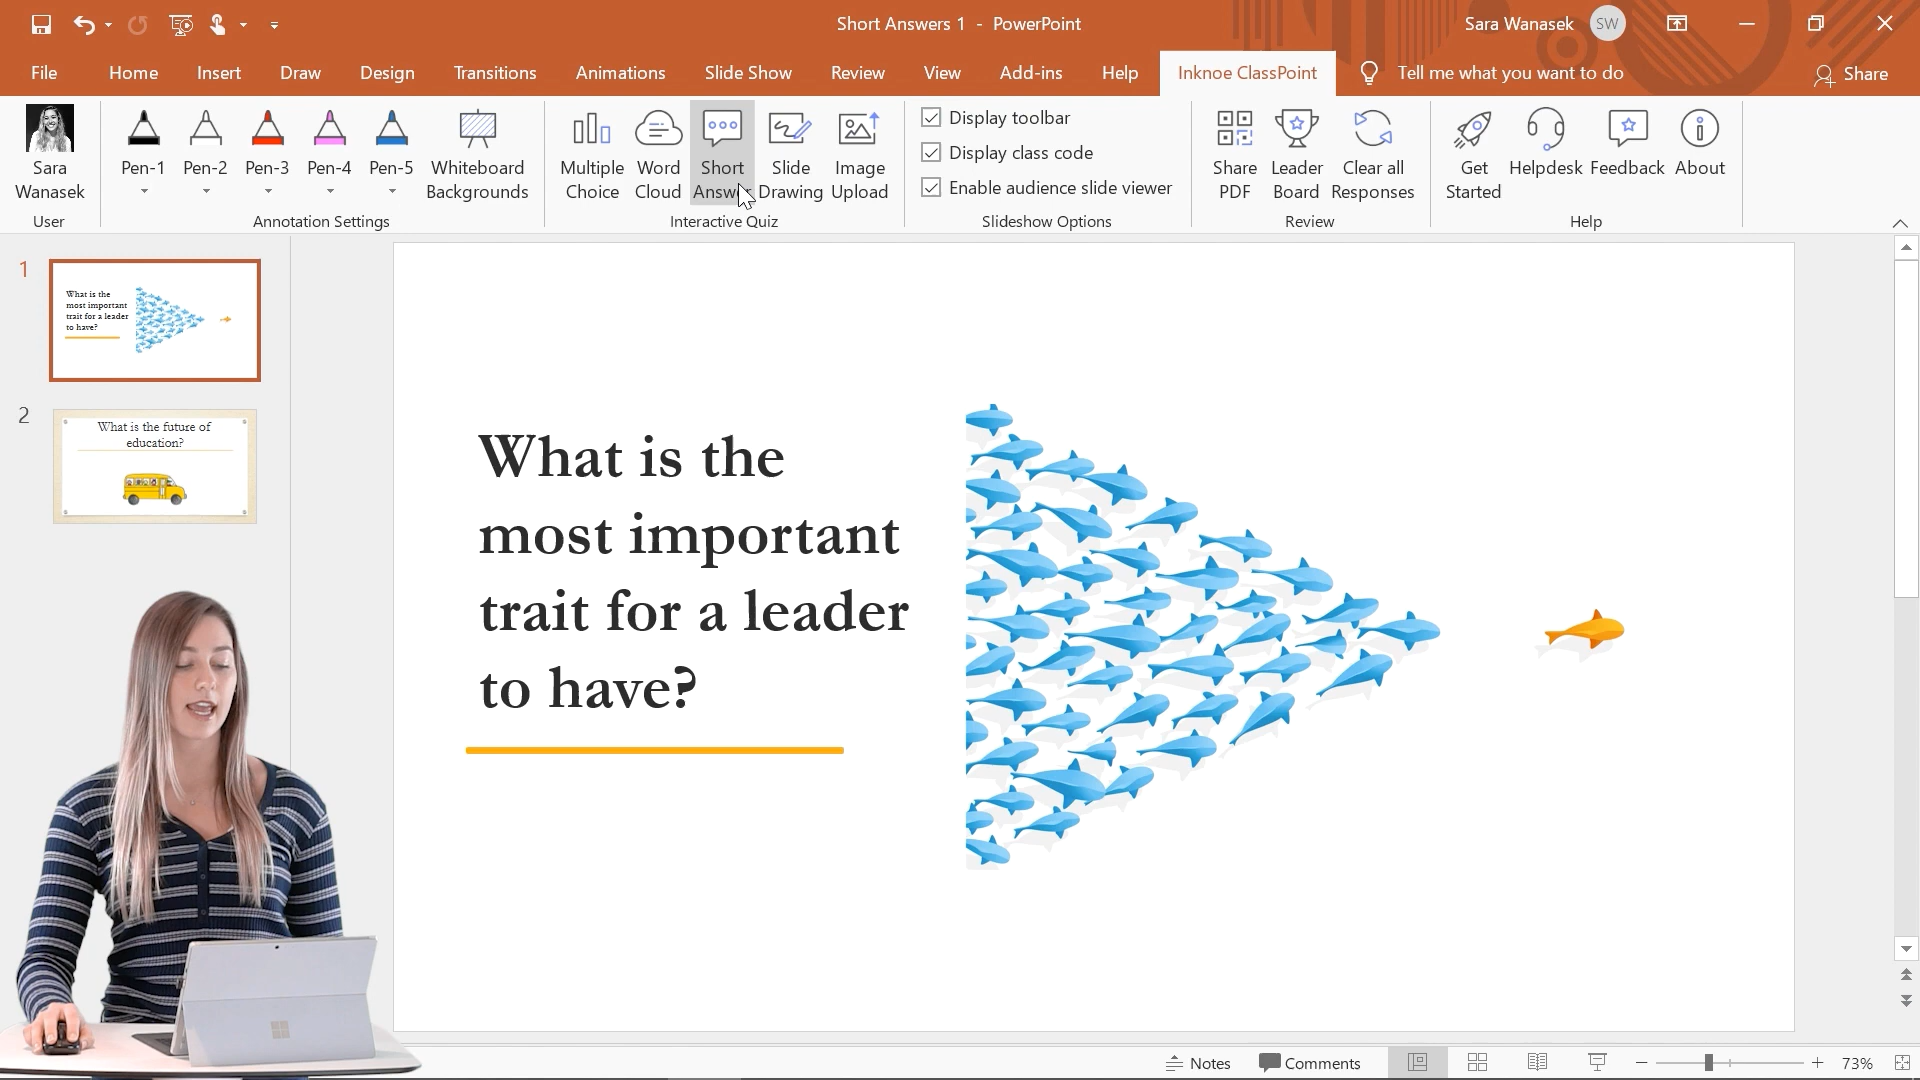 Short Answers 1 - PowerPoint
Sara Wanasek
SW
File
Home
Insert
Draw
Design
Transitions
Animations
Slide Show
Review
View
Add-ins
Help
Inknoe ClassPoint
Tell me what you want to do
Share
Sara
Wanasek
Pen-1
Pen-2
Pen-3
Pen-4
Pen-5
Whiteboard
Backgrounds
Multiple
Choice
Word
Cloud
Short
Answer
Slide
Drawing
Image
Upload
Display toolbar
Display class code
Enable audience slide viewer
Share
PDF
Leader
Board
Clear all
Responses
Get
Started
Helpdesk
Feedback
About
User
Annotation Settings
Interactive Quiz
Slideshow Options
Review
Help
1
What is the
most important
trait for a leader
to have?
2
What is the future of
education?
What is the
most important
trait for a leader
to have?
Notes
Comments
73%